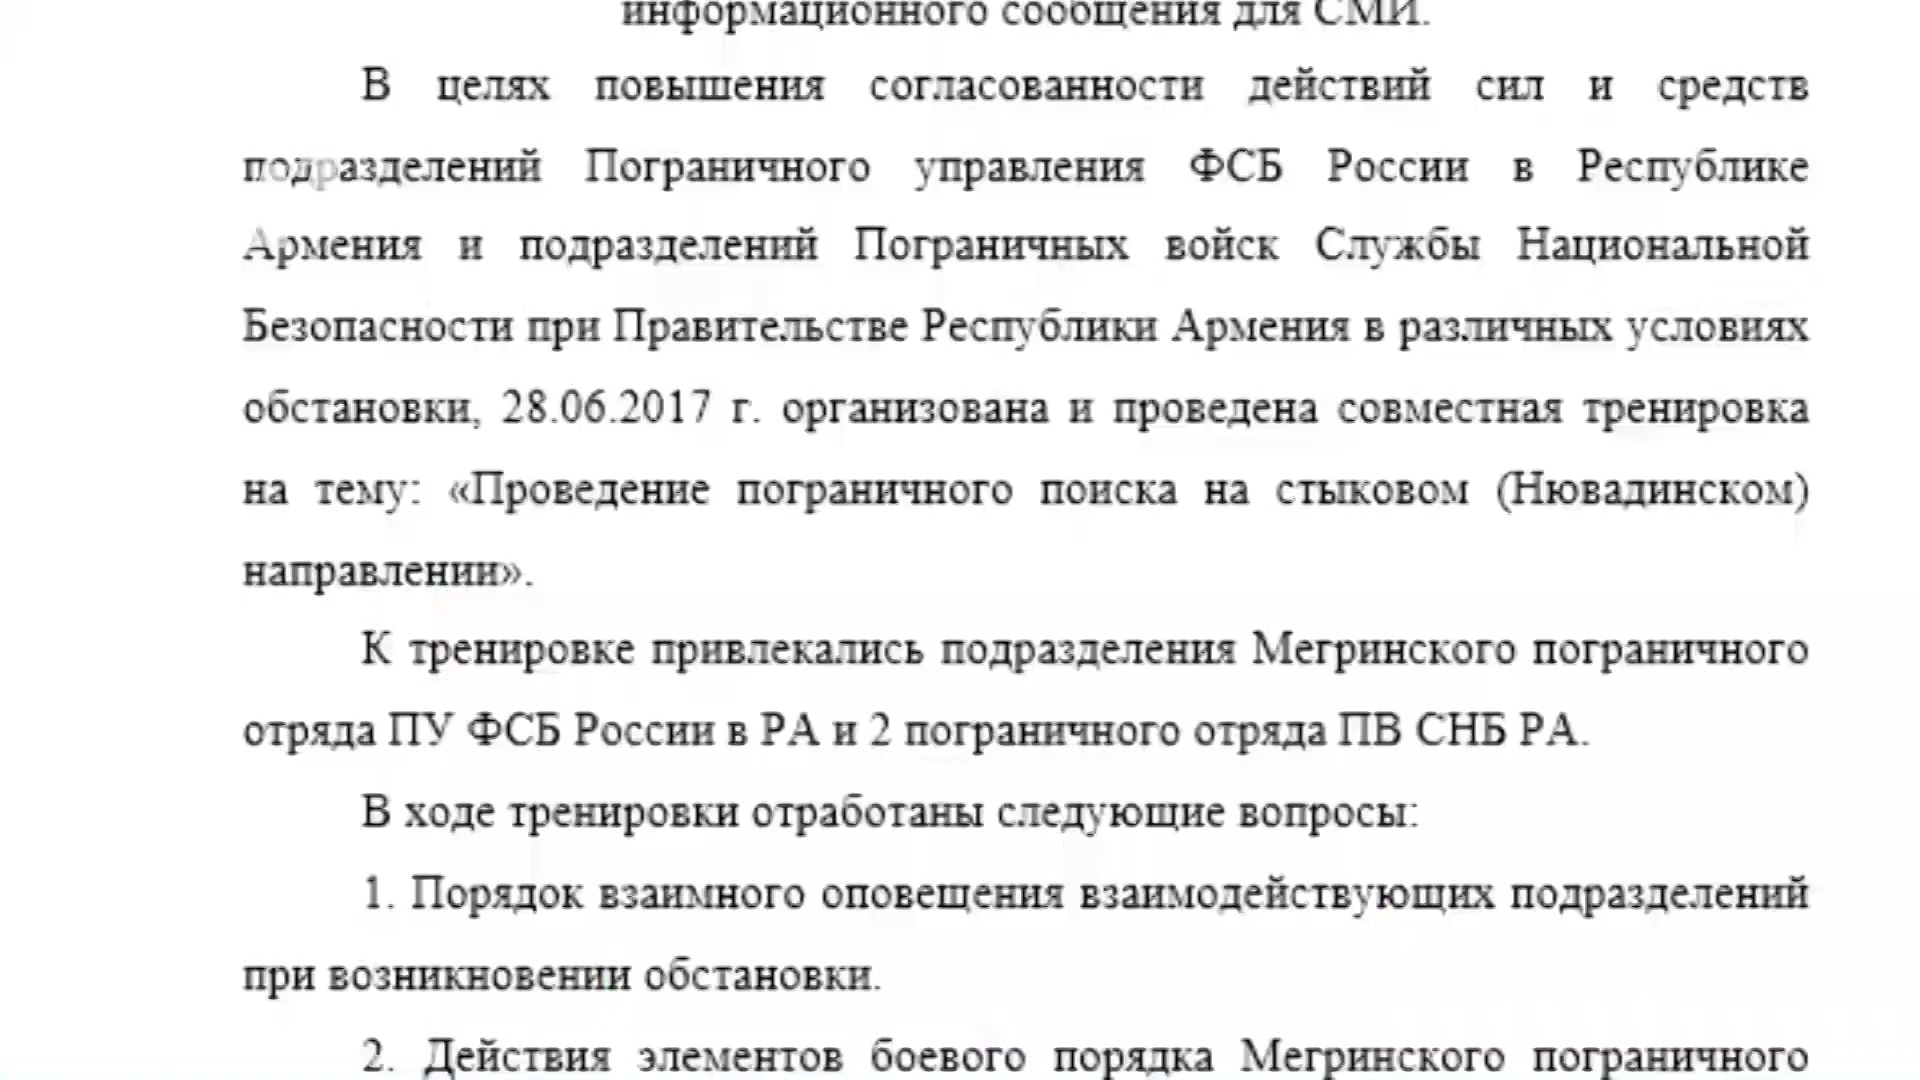 информационного сообщения для СМИ.
В целях повышения согласованности действий сил и средств
подразделений Пограничного управления ФСБ России в Республике
Армения и подразделений Пограничных войск Службы Национальной
Безопасности при Правительстве Республики Армения в различных условиях
обстановки, 28.06.2017 г. организована и проведена совместная тренировка
на тему: «Проведение пограничного поиска на стыковом (Нювадинском)
направлении».
К тренировке привлекались подразделения Мегринского пограничного
отряда ПУ ФСБ России в РА и 2 пограничного отряда ПВ СНБ РА.
В ходе тренировки отработаны следующие вопросы:
1. Порядок взаимного оповещения взаимодействующих подразделений
при возникновении обстановки.
2. Действия элементов боевого порядка Мегринского пограничного